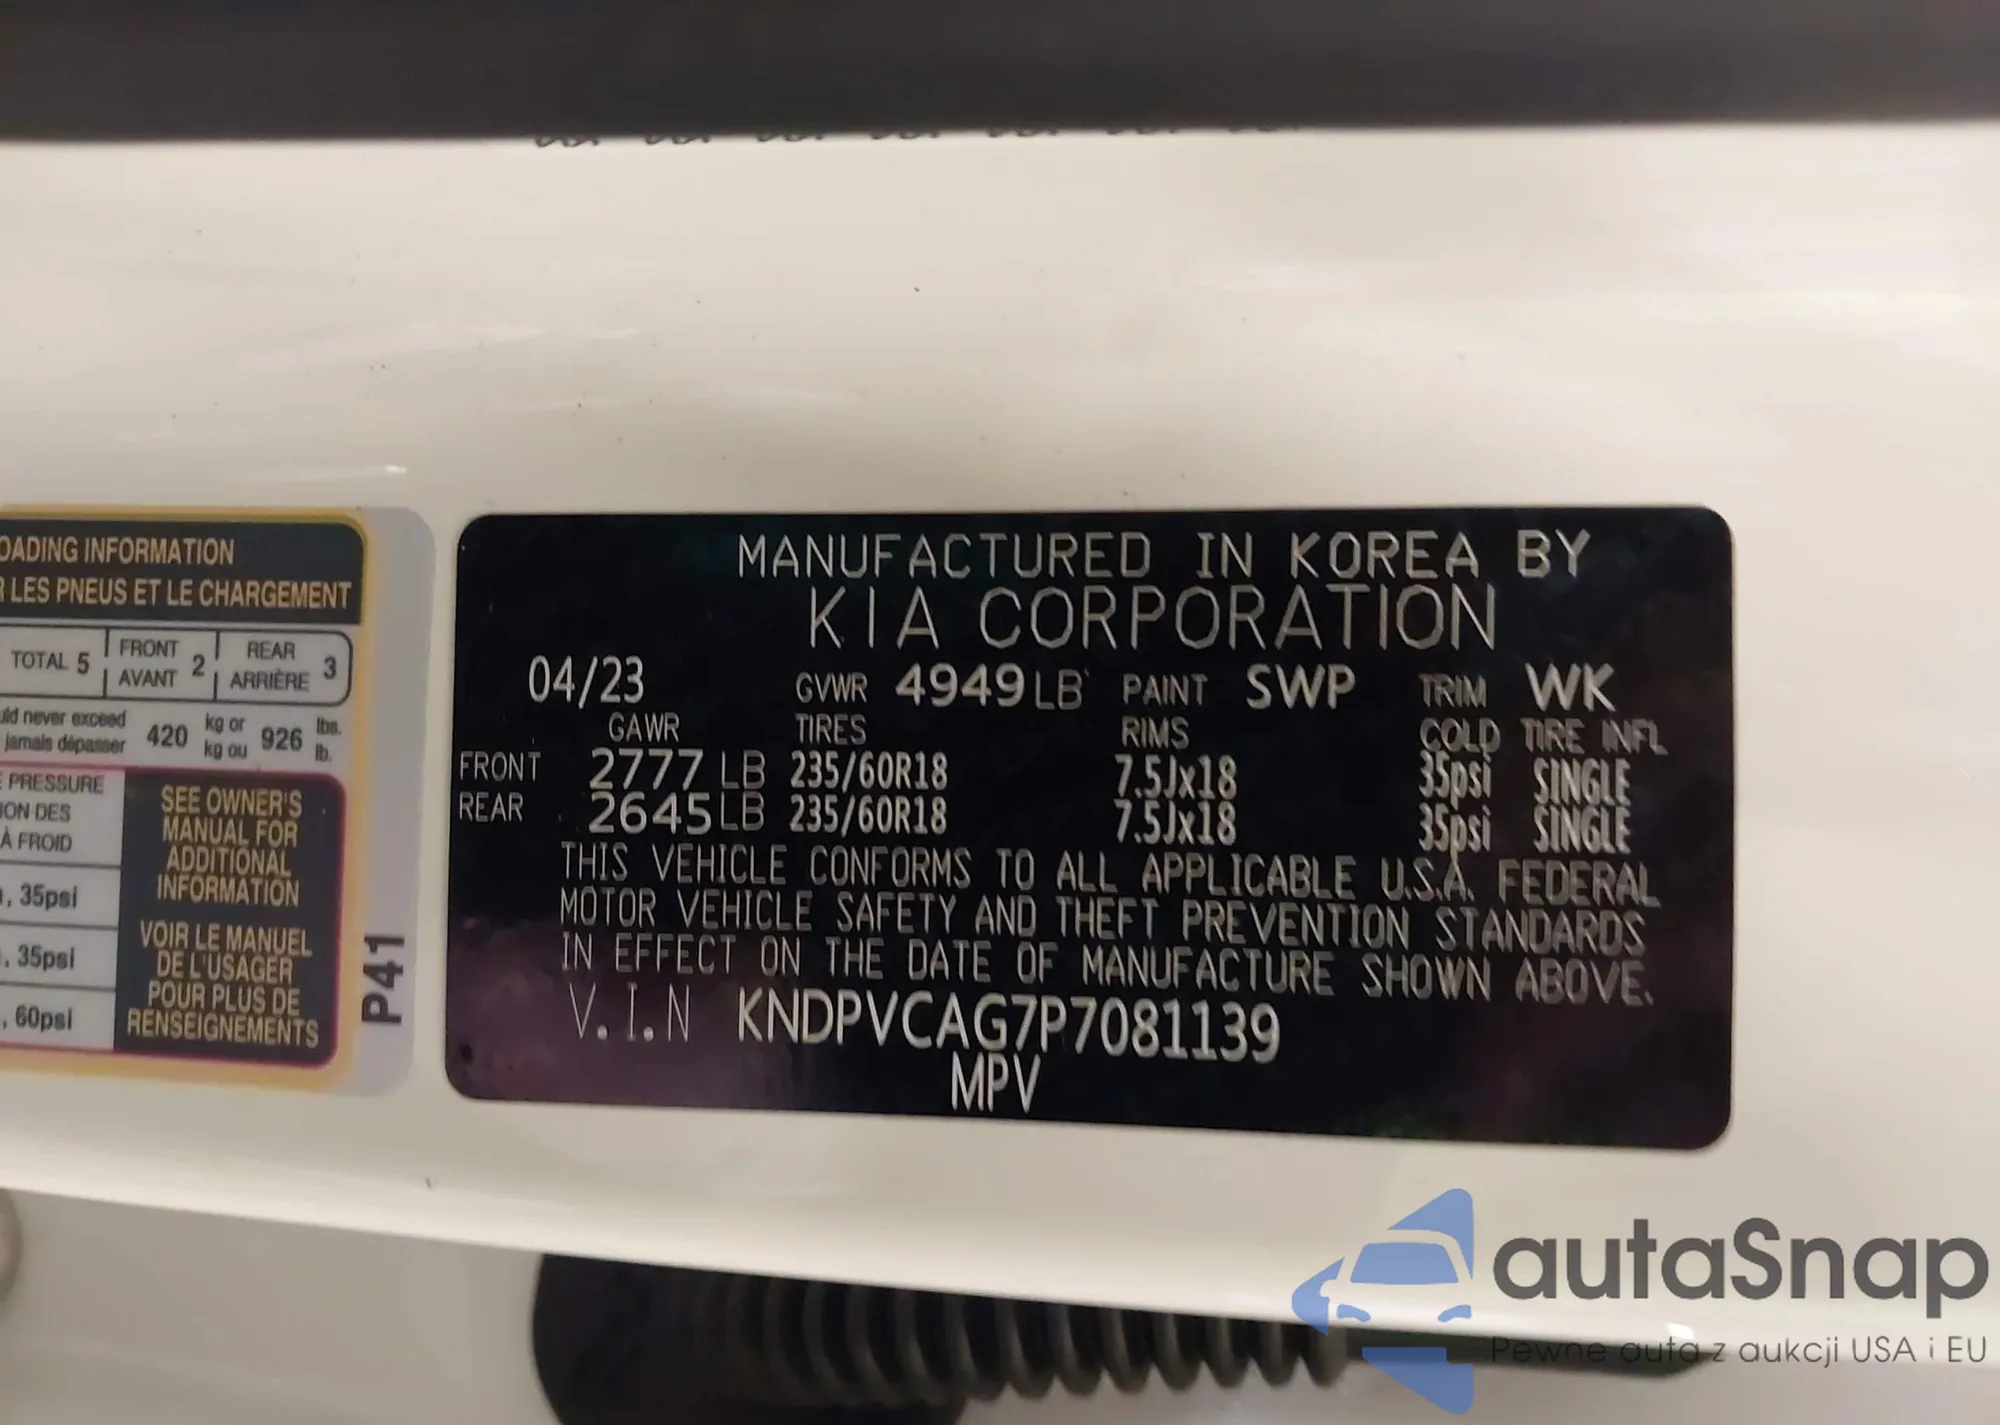 OADING INFORMATION
R LES PNEUS ET LE CHARGEMENT
TOTAL 5 FRONT AVANT 2 REAR ARRIÈRE 3
uld never exceed 420 kg or 926 lbs.
jamais dépasser kg ou lb.
E PRESSURE
ION DES
À FROID
, 35psi
, 35psi
, 60psi
SEE OWNER'S
MANUAL FOR
ADDITIONAL
INFORMATION
VOIR LE MANUEL
DE L'USAGER
POUR PLUS DE
RENSEIGNEMENTS
P41
MANUFACTURED IN KOREA BY
KIA CORPORATION
04/23 GVWR 4949LB PAINT SWP TRIM WK
GAWR TIRES RIMS COLD TIRE INFL
FRONT 2777 LB 235/60R18 7.5Jx18 35psi SINGLE
REAR 2645LB 235/60R18 7.5Jx18 35psi SINGLE
THIS VEHICLE CONFORMS TO ALL APPLICABLE U.S.A. FEDERAL
MOTOR VEHICLE SAFETY AND THEFT PREVENTION STANDARDS
IN EFFECT ON THE DATE OF MANUFACTURE SHOWN ABOVE.
V.I.N KNDPVCAG7P7081139
MPV
autaSnap
Pewne auta z aukcji USA i EU